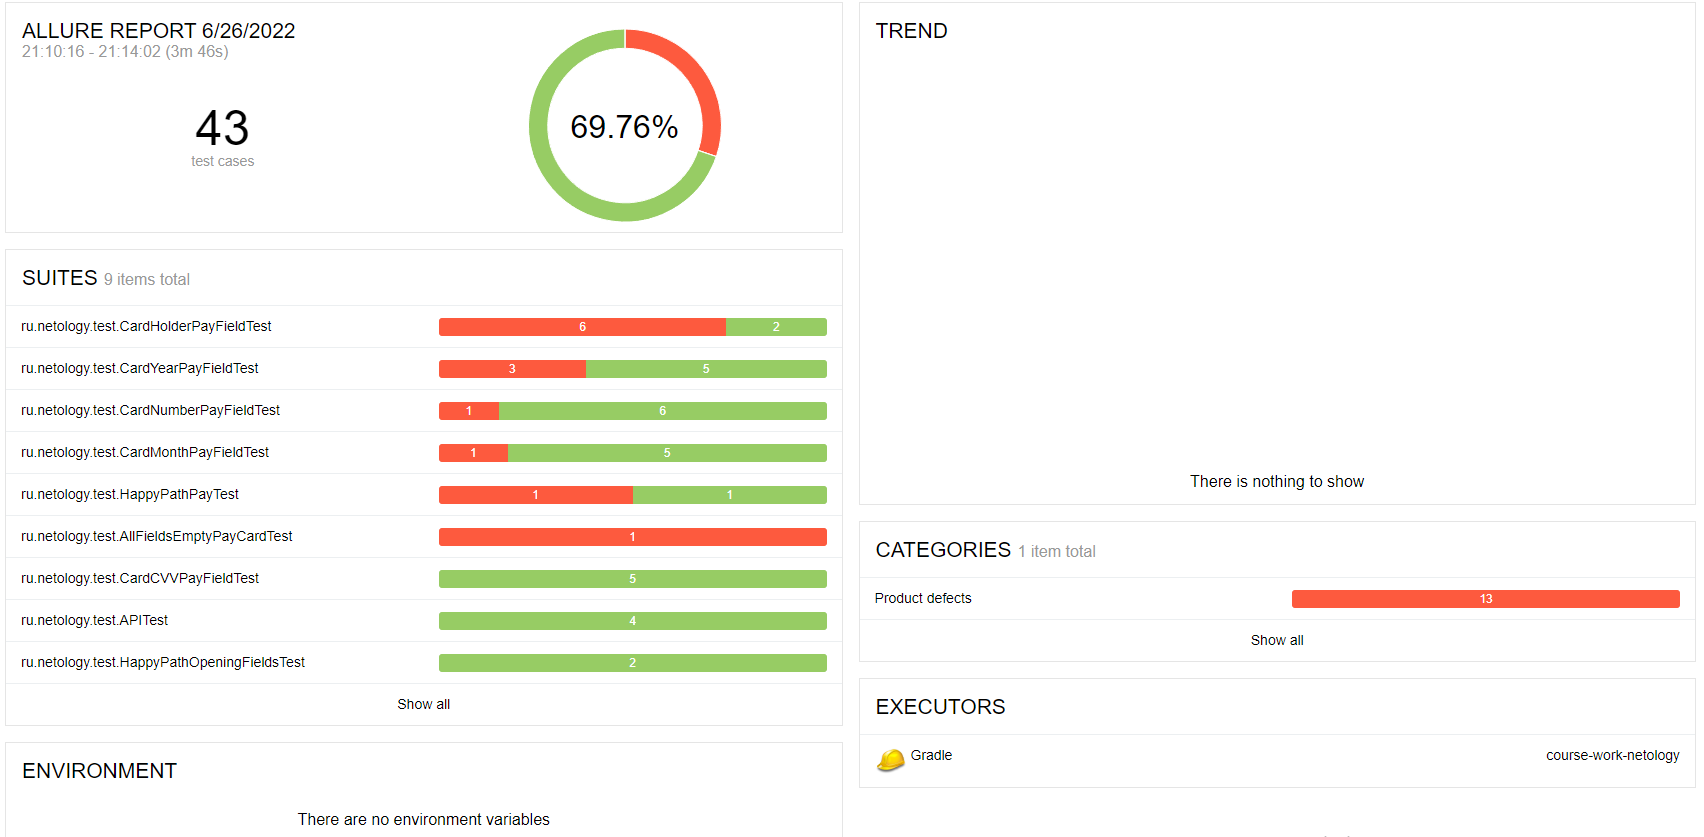 ALLURE REPORT 6/26/2022
21:10:16 - 21:14:02 (3m 46s)
43
test cases
69.76%
SUITES 9 items total
ru.netology.test.CardHolderPayFieldTest 6 2
ru.netology.test.CardYearPayFieldTest 3 5
ru.netology.test.CardNumberPayFieldTest 1 6
ru.netology.test.CardMonthPayFieldTest 1 5
ru.netology.test.HappyPathPayTest 1 1
ru.netology.test.AllFieldsEmptyPayCardTest 1
ru.netology.test.CardCVVPayFieldTest 5
ru.netology.test.APITest 4
ru.netology.test.HappyPathOpeningFieldsTest 2
Show all
ENVIRONMENT
There are no environment variables
TREND
There is nothing to show
CATEGORIES 1 item total
Product defects 13
Show all
EXECUTORS
Gradle course-work-netology